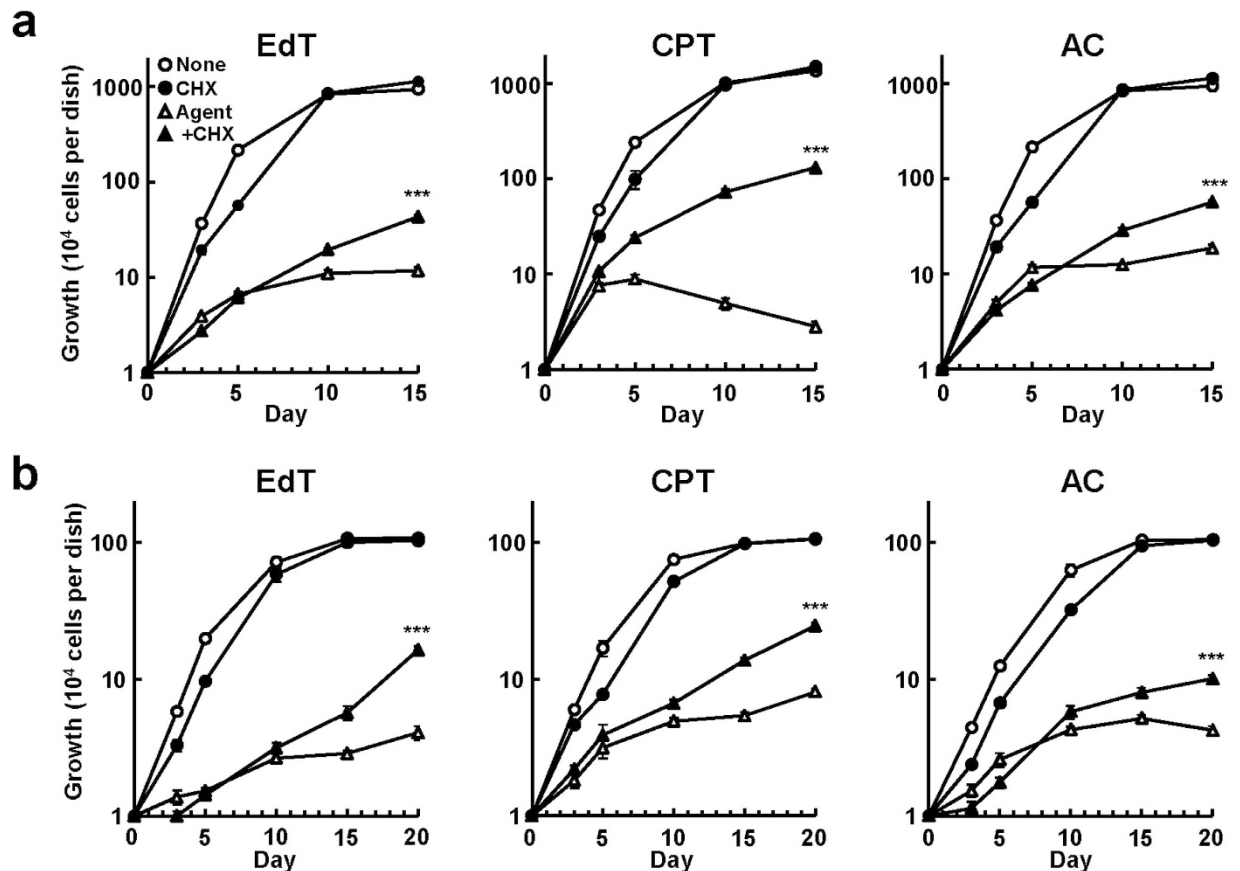 a
EdT
CPT
AC
None
CHX
Agent
+CHX
Growth (10⁴ cells per dish)
1000
100
10
1
***
0 5 10 15
Day
1000
100
10
1
***
0 5 10 15
Day
1000
100
10
1
***
0 5 10 15
Day
b
EdT
CPT
AC
Growth (10⁴ cells per dish)
100
10
1
***
0 5 10 15 20
Day
100
10
1
***
0 5 10 15 20
Day
100
10
1
***
0 5 10 15 20
Day